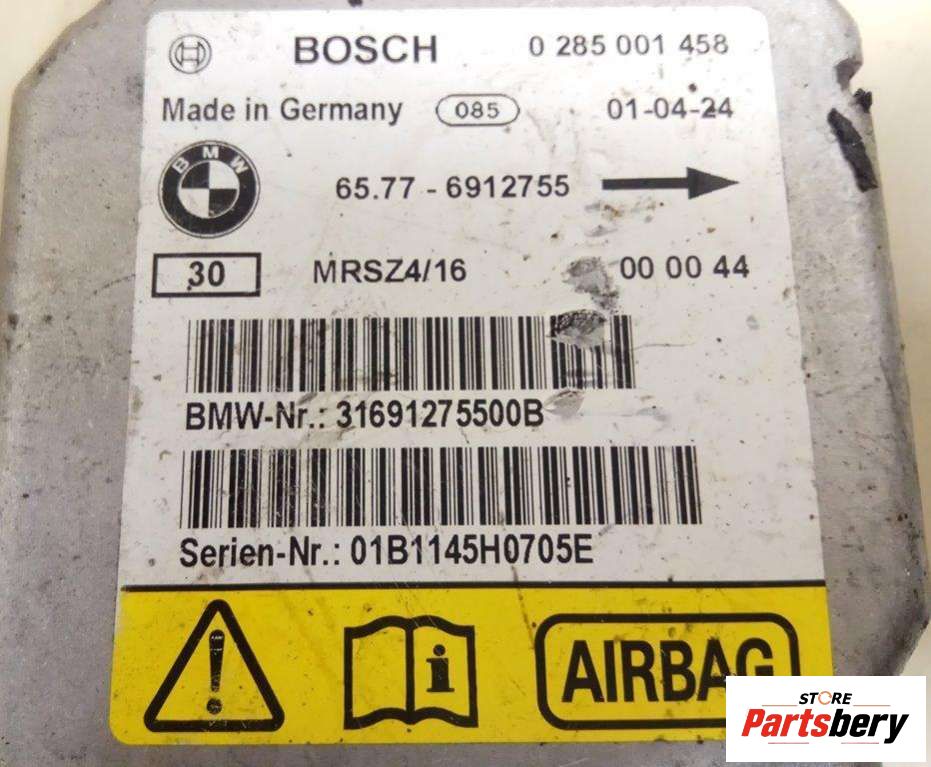 BOSCH 0 285 001 458
Made in Germany 085 01-04-24
BMW
65.77 - 6912755
30 MRSZ4/16 00 00 44
BMW-Nr.: 31691275500B
Serien-Nr.: 01B1145H0705E
i AIRBAG
STORE
Partsbery